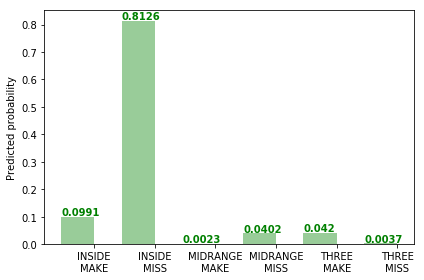 Predicted probability
0.8
0.7
0.6
0.5
0.4
0.3
0.2
0.1
0.0
0.0991
0.8126
0.0023
0.0402
0.042
0.0037
INSIDE
MAKE
INSIDE
MISS
MIDRANGE
MAKE
MIDRANGE
MISS
THREE
MAKE
THREE
MISS